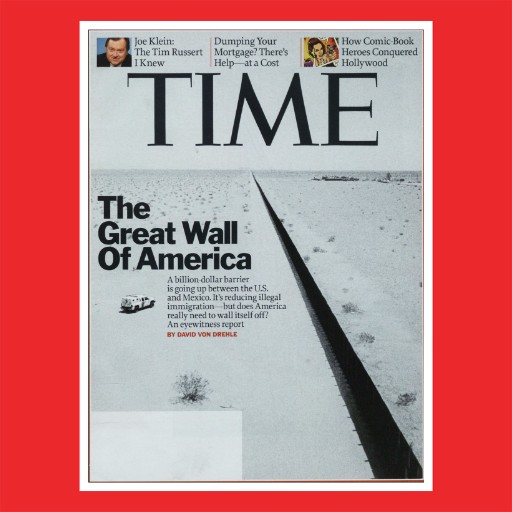 Joe Klein:
The Tim Russert
I Knew
Dumping Your
Mortgage? There's
Help—at a Cost
How Comic-Book
Heroes Conquered
Hollywood
TIME
The
Great Wall
Of America
A billion-dollar barrier
is going up between the U.S.
and Mexico. It's reducing illegal
immigration—but does America
really need to wall itself off?
An eyewitness report
BY DAVID VON DREHLE